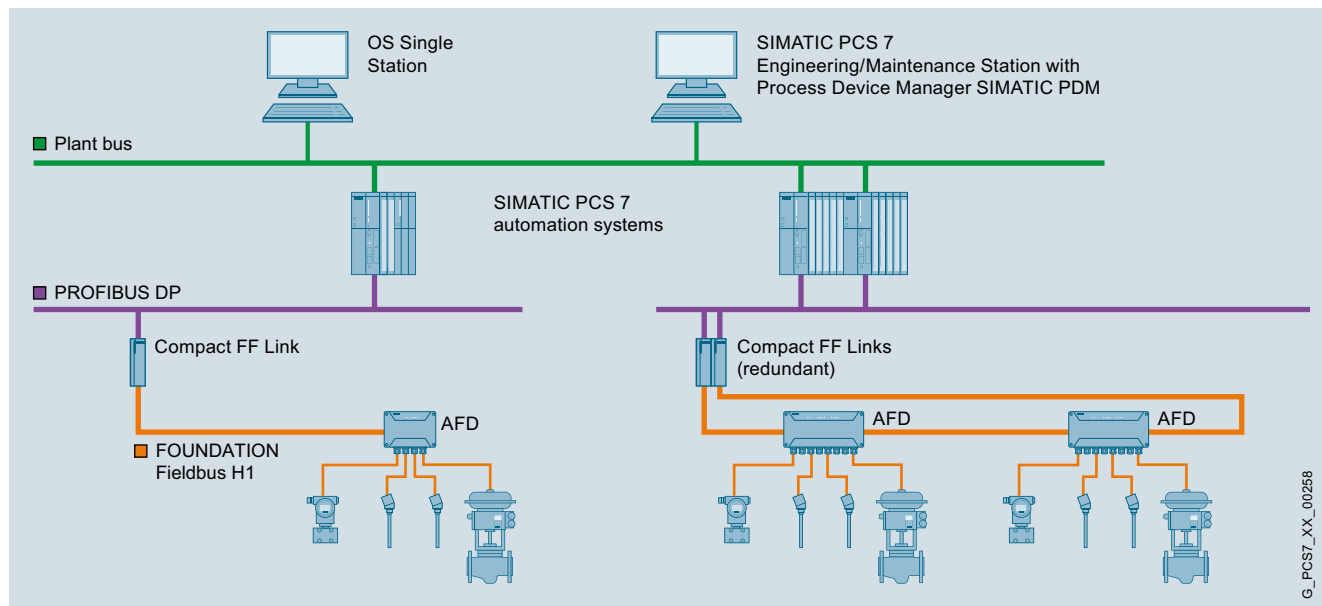 OS Single
Station
SIMATIC PCS 7
Engineering/Maintenance Station with
Process Device Manager SIMATIC PDM
Plant bus
SIMATIC PCS 7
automation systems
PROFIBUS DP
Compact FF Link
Compact FF Links
(redundant)
AFD
AFD
AFD
FOUNDATION
Fieldbus H1
G_PCS7_XX_00258